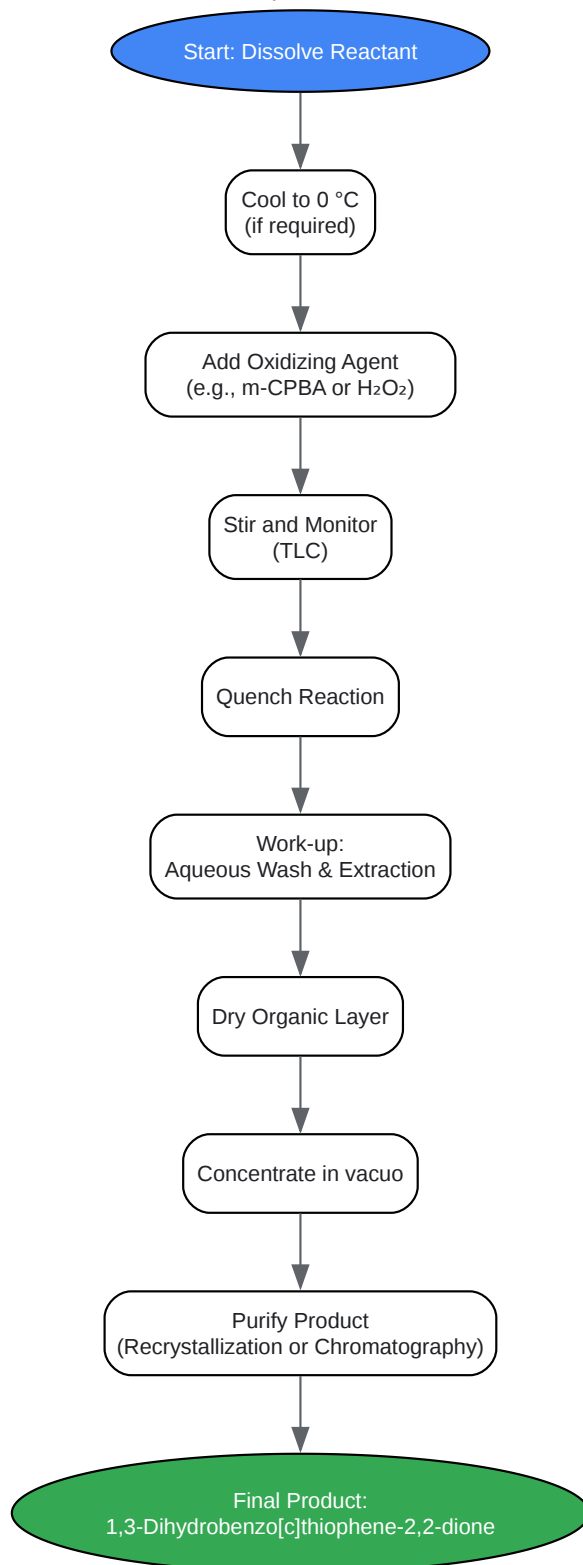 Start: Dissolve Reactant
Cool to 0 °C
(if required)
Add Oxidizing Agent
(e.g., m-CPBA or H₂O₂)
Stir and Monitor
(TLC)
Quench Reaction
Work-up:
Aqueous Wash & Extraction
Dry Organic Layer
Concentrate in vacuo
Purify Product
(Recrystallization or Chromatography)
Final Product:
1,3-Dihydrobenzo[c]thiophene-2,2-dione